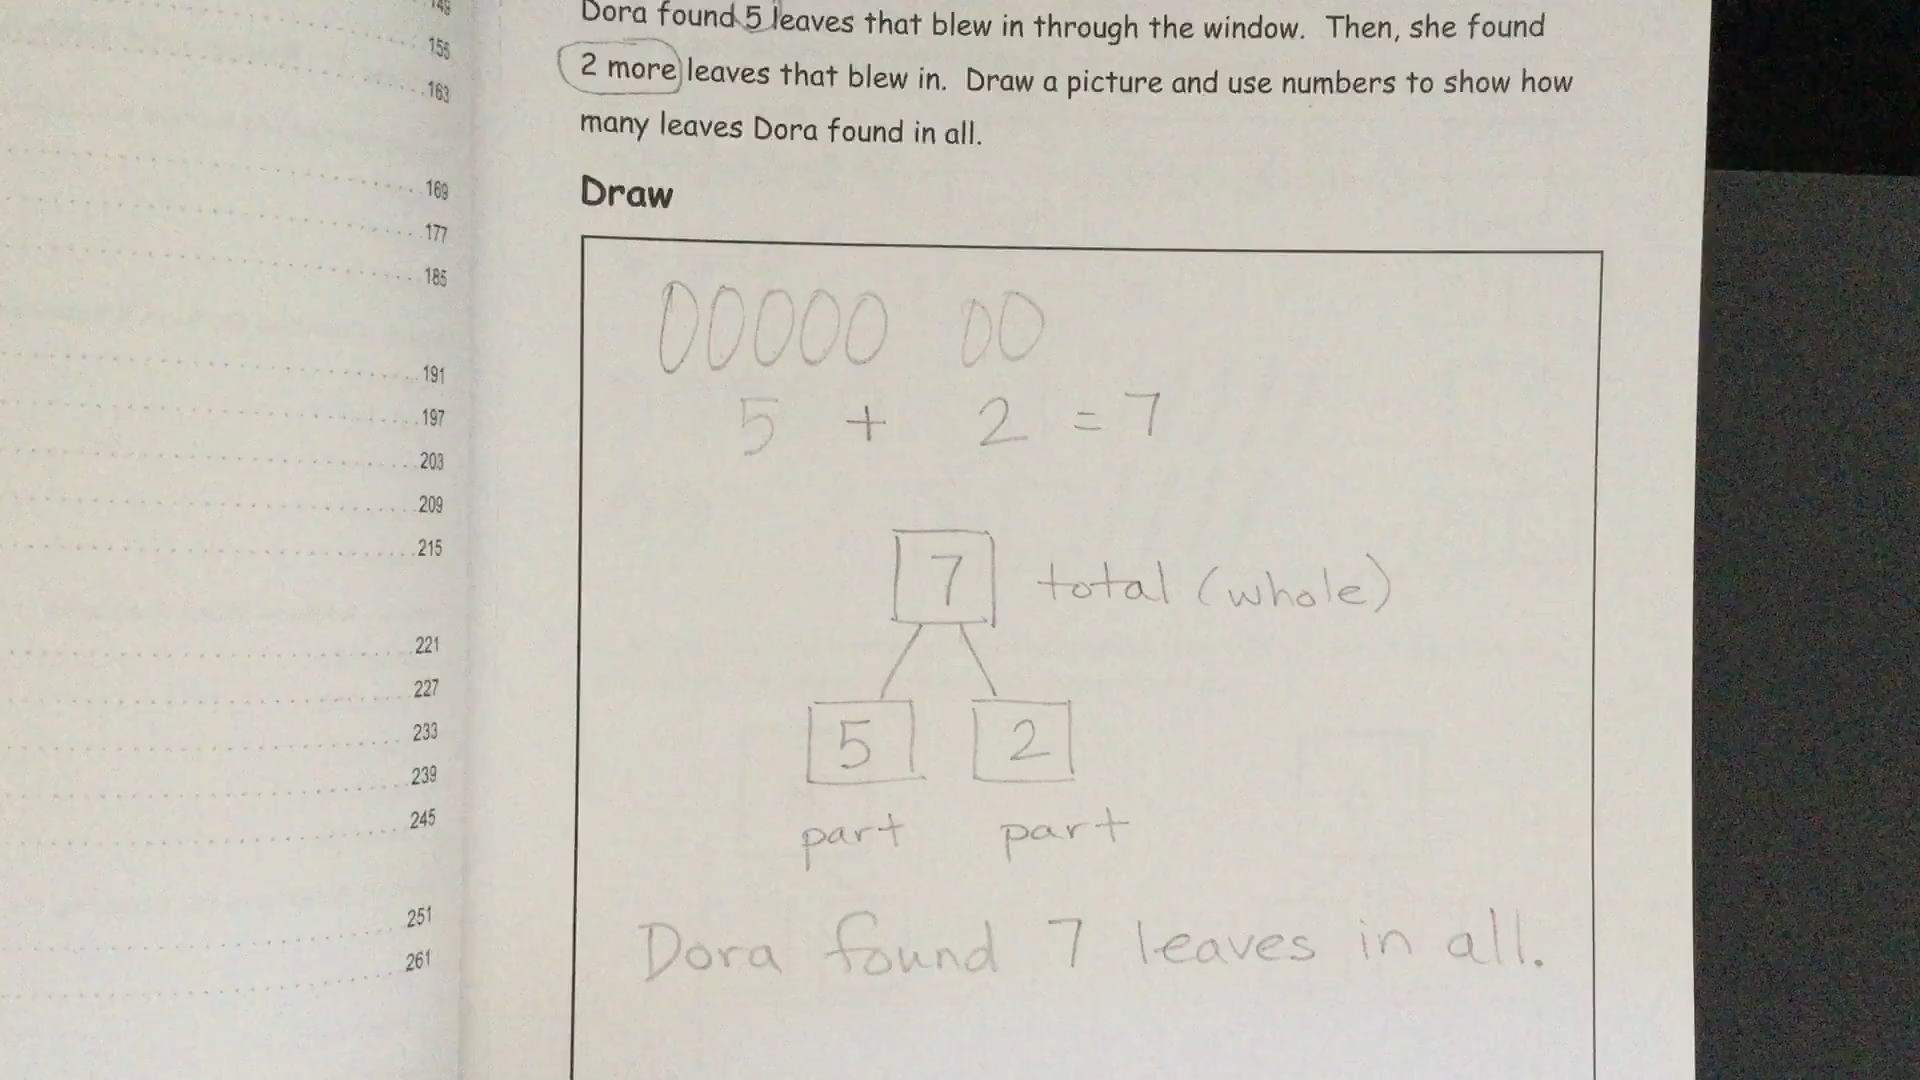 149
155
163
169
177
185
191
197
203
209
215
221
227
233
239
245
251
261
Dora found 5 leaves that blew in through the window. Then, she found
2 more leaves that blew in. Draw a picture and use numbers to show how
many leaves Dora found in all.
Draw
5 + 2 = 7
7 total (whole)
5 2
part part
Dora found 7 leaves in all.